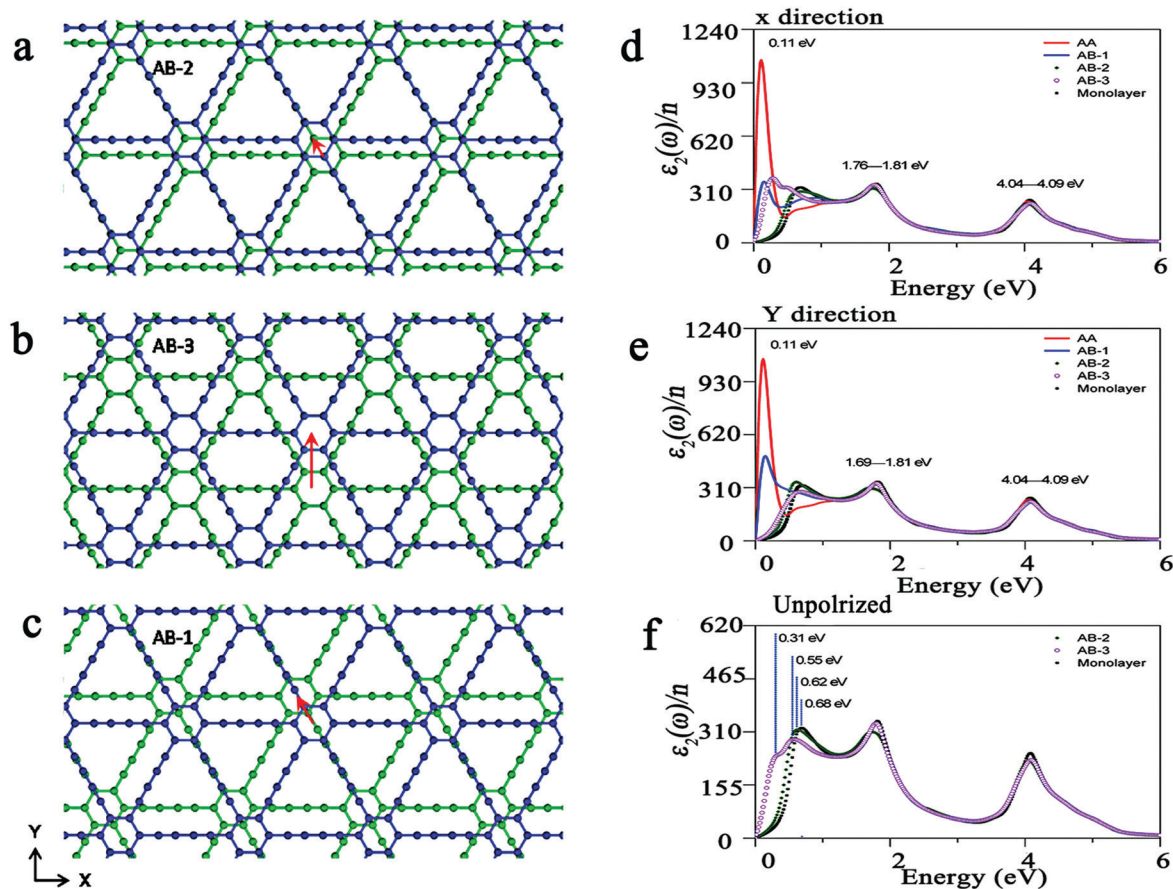 a
AB-2
b
AB-3
c
AB-1
Y
X
d
x direction
1240
930
620
310
0
0.11 eV
1.76—1.81 eV
4.04—4.09 eV
AA
AB-1
AB-2
AB-3
Monolayer
ε₂(ω)/n
0 2 4 6
Energy (eV)
e
Y direction
1240
930
620
310
0
0.11 eV
1.69—1.81 eV
4.04—4.09 eV
AA
AB-1
AB-2
AB-3
Monolayer
ε₂(ω)/n
0 2 4 6
Energy (eV)
f
Unpolrized
620
465
310
155
0
0.31 eV
0.55 eV
0.62 eV
0.68 eV
AB-2
AB-3
Monolayer
ε₂(ω)/n
0 2 4 6
Energy (eV)